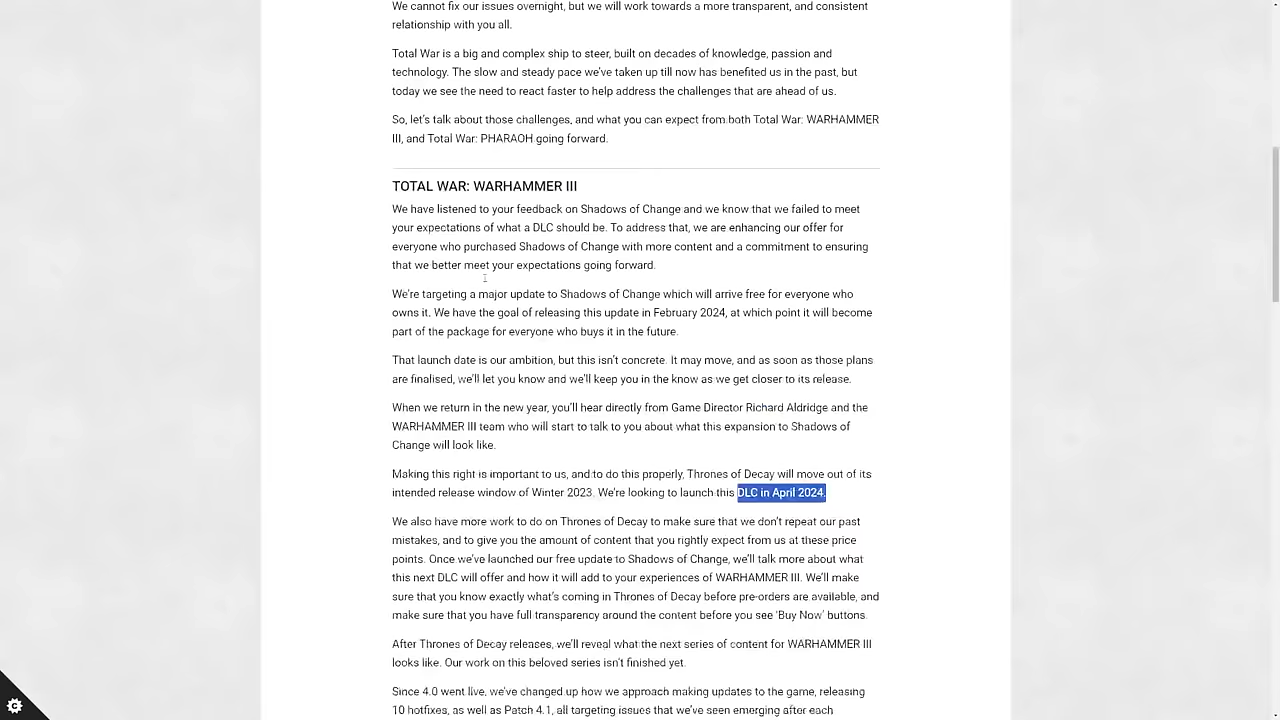 We cannot fix our issues overnight, but we will work towards a more transparent, and consistent
relationship with you all.
Total War is a big and complex ship to steer, built on decades of knowledge, passion and
technology. The slow and steady pace we've taken up till now has benefited us in the past, but
today we see the need to react faster to help address the challenges that are ahead of us.
So, let's talk about those challenges, and what you can expect from both Total War: WARHAMMER
III, and Total War: PHARAOH going forward.
TOTAL WAR: WARHAMMER III
We have listened to your feedback on Shadows of Change and we know that we failed to meet
your expectations of what a DLC should be. To address that, we are enhancing our offer for
everyone who purchased Shadows of Change with more content and a commitment to ensuring
that we better meet your expectations going forward.
We're targeting a major update to Shadows of Change which will arrive free for everyone who
owns it. We have the goal of releasing this update in February 2024, at which point it will become
part of the package for everyone who buys it in the future.
That launch date is our ambition, but this isn't concrete. It may move, and as soon as those plans
are finalised, we'll let you know and we'll keep you in the know as we get closer to its release.
When we return in the new year, you'll hear directly from Game Director Richard Aldridge and the
WARHAMMER III team who will start to talk to you about what this expansion to Shadows of
Change will look like.
Making this right is important to us, and to do this properly, Thrones of Decay will move out of its
intended release window of Winter 2023. We're looking to launch this DLC in April 2024.
We also have more work to do on Thrones of Decay to make sure that we don't repeat our past
mistakes, and to give you the amount of content that you rightly expect from us at these price
points. Once we've launched our free update to Shadows of Change, we'll talk more about what
this next DLC will offer and how it will add to your experiences of WARHAMMER III. We'll make
sure that you know exactly what's coming in Thrones of Decay before pre-orders are available, and
make sure that you have full transparency around the content before you see 'Buy Now' buttons.
After Thrones of Decay releases, we'll reveal what the next series of content for WARHAMMER III
looks like. Our work on this beloved series isn't finished yet.
Since 4.0 went live, we've changed up how we approach making updates to the game, releasing
10 hotfixes, as well as Patch 4.1, all targeting issues that we've seen emerging after each